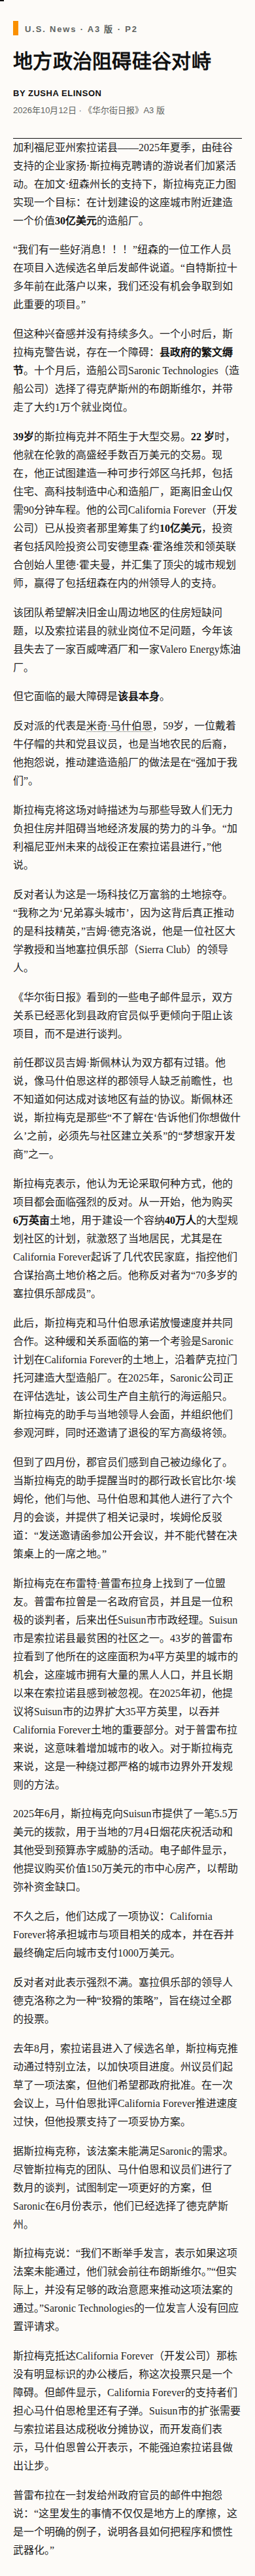 U.S. News · A3 版 · P2
地方政治阻碍硅谷对峙
BY ZUSHA ELINSON
2026年10月12日 · 《华尔街日报》A3 版
加利福尼亚州索拉诺县——2025年夏季，由硅谷
支持的企业家扬·斯拉梅克聘请的游说者们加紧活
动。在加文·纽森州长的支持下，斯拉梅克正力图
实现一个目标：在计划建设的这座城市附近建造
一个价值30亿美元的造船厂。
“我们有一些好消息！！！”纽森的一位工作人员
在项目入选候选名单后发邮件说道。“自特斯拉十
多年前在此落户以来，我们还没有机会争取到如
此重要的项目。”
但这种兴奋感并没有持续多久。一个小时后，斯
拉梅克警告说，存在一个障碍：县政府的繁文缛
节。十个月后，造船公司Saronic Technologies（造
船公司）选择了得克萨斯州的布朗斯维尔，并带
走了大约1万个就业岗位。
39岁的斯拉梅克并不陌生于大型交易。22 岁时，
他就在伦敦的高盛经手数百万美元的交易。现
在，他正试图建造一种可步行郊区乌托邦，包括
住宅、高科技制造中心和造船厂，距离旧金山仅
需90分钟车程。他的公司California Forever（开发
公司）已从投资者那里筹集了约10亿美元，投资
者包括风险投资公司安德里森·霍洛维茨和领英联
合创始人里德·霍夫曼，并汇集了顶尖的城市规划
师，赢得了包括纽森在内的州领导人的支持。
该团队希望解决旧金山周边地区的住房短缺问
题，以及索拉诺县的就业岗位不足问题，今年该
县失去了一家百威啤酒厂和一家Valero Energy炼油
厂。
但它面临的最大障碍是该县本身。
反对派的代表是米奇·马什伯恩，59岁，一位戴着
牛仔帽的共和党县议员，也是当地农民的后裔，
他抱怨说，推动建造造船厂的做法是在“强加于我
们”。
斯拉梅克将这场对峙描述为与那些导致人们无力
负担住房并阻碍当地经济发展的势力的斗争。“加
利福尼亚州未来的战役正在索拉诺县进行，”他
说。
反对者认为这是一场科技亿万富翁的土地掠夺。
“我称之为‘兄弟寡头城市’，因为这背后真正推动
的是科技精英，”吉姆·德克洛说，他是一位社区大
学教授和当地塞拉俱乐部（Sierra Club）的领导
人。
《华尔街日报》看到的一些电子邮件显示，双方
关系已经恶化到县政府官员似乎更倾向于阻止该
项目，而不是进行谈判。
前任郡议员吉姆·斯佩林认为双方都有过错。他
说，像马什伯恩这样的郡领导人缺乏前瞻性，也
不知道如何达成对该地区有益的协议。斯佩林还
说，斯拉梅克是那些“不了解在‘告诉他们你想做什
么’之前，必须先与社区建立关系”的“梦想家开发
商”之一。
斯拉梅克表示，他认为无论采取何种方式，他的
项目都会面临强烈的反对。从一开始，他为购买
6万英亩土地，用于建设一个容纳40万人的大型规
划社区的计划，就激怒了当地居民，尤其是在
California Forever起诉了几代农民家庭，指控他们
合谋抬高土地价格之后。他称反对者为“70多岁的
塞拉俱乐部成员”。
此后，斯拉梅克和马什伯恩承诺放慢速度并共同
合作。这种缓和关系面临的第一个考验是Saronic
计划在California Forever的土地上，沿着萨克拉门
托河建造大型造船厂。在2025年，Saronic公司正
在评估选址，该公司生产自主航行的海运船只。
斯拉梅克的助手与当地领导人会面，并组织他们
参观河畔，同时还邀请了退役的军方高级将领。
但到了四月份，郡官员们感到自己被边缘化了。
当斯拉梅克的助手提醒当时的郡行政长官比尔·埃
姆伦，他们与他、马什伯恩和其他人进行了六个
月的会谈，并提供了相关记录时，埃姆伦反驳
道：“发送邀请函参加公开会议，并不能代替在决
策桌上的一席之地。”
斯拉梅克在布雷特·普雷布拉身上找到了一位盟
友。普雷布拉曾是一名政府官员，并且是一位积
极的谈判者，后来出任Suisun市市政经理。Suisun
市是索拉诺县最贫困的社区之一。43岁的普雷布
拉看到了他所在的这座面积为4平方英里的城市的
机会，这座城市拥有大量的黑人人口，并且长期
以来在索拉诺县感到被忽视。在2025年初，他提
议将Suisun市的边界扩大35平方英里，以吞并
California Forever土地的重要部分。对于普雷布拉
来说，这意味着增加城市的收入。对于斯拉梅克
来说，这是一种绕过郡严格的城市边界外开发规
则的方法。
2025年6月，斯拉梅克向Suisun市提供了一笔5.5万
美元的拨款，用于当地的7月4日烟花庆祝活动和
其他受到预算赤字威胁的活动。电子邮件显示，
他提议购买价值150万美元的市中心房产，以帮助
弥补资金缺口。
不久之后，他们达成了一项协议：California
Forever将承担城市与项目相关的成本，并在吞并
最终确定后向城市支付1000万美元。
反对者对此表示强烈不满。塞拉俱乐部的领导人
德克洛称之为一种“狡猾的策略”，旨在绕过全郡
的投票。
去年8月，索拉诺县进入了候选名单，斯拉梅克推
动通过特别立法，以加快项目进度。州议员们起
草了一项法案，但他们希望郡政府批准。在一次
会议上，马什伯恩批评California Forever推进速度
过快，但他投票支持了一项妥协方案。
据斯拉梅克称，该法案未能满足Saronic的需求。
尽管斯拉梅克的团队、马什伯恩和议员们进行了
数月的谈判，试图制定一项更好的方案，但
Saronic在6月份表示，他们已经选择了德克萨斯
州。
斯拉梅克说：“我们不断举手发言，表示如果这项
法案未能通过，他们就会前往布朗斯维尔。”“但实
际上，并没有足够的政治意愿来推动这项法案的
通过。”Saronic Technologies的一位发言人没有回应
置评请求。
斯拉梅克抵达California Forever（开发公司）那栋
没有明显标识的办公楼后，称这次投票只是一个
障碍。但邮件显示，California Forever的支持者们
担心马什伯恩枪里还有子弹。Suisun市的扩张需要
与索拉诺县达成税收分摊协议，而开发商们表
示，马什伯恩曾公开表示，不能强迫索拉诺县做
出让步。
普雷布拉在一封发给州政府官员的邮件中抱怨
说：“这里发生的事情不仅仅是地方上的摩擦，这
是一个明确的例子，说明各县如何把程序和惯性
武器化。”